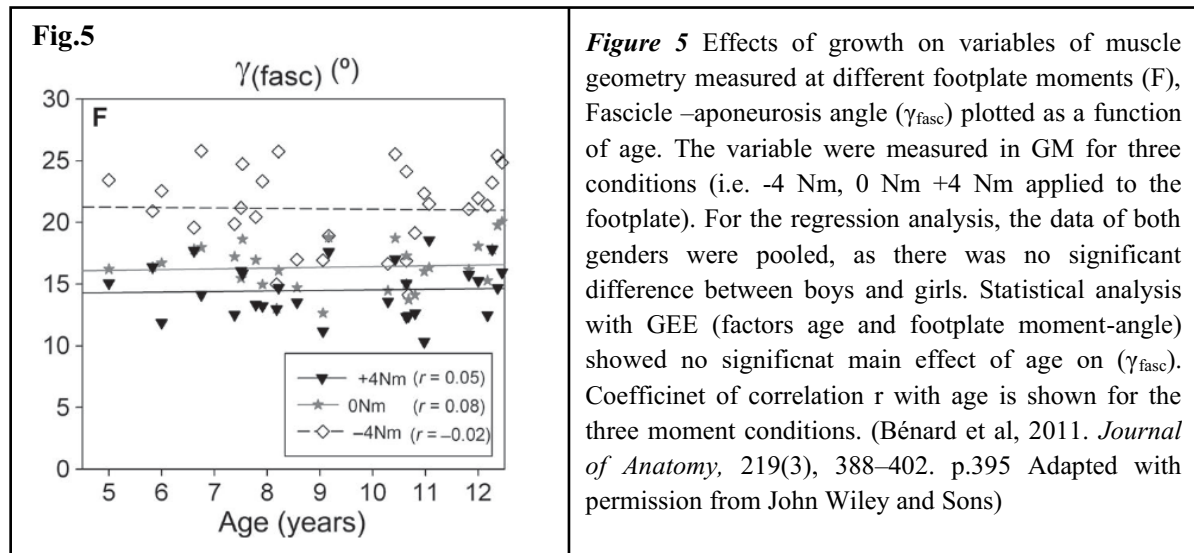 Fig.5
γ(fasc) (º)
30
F
25
20
15
10
5
0
+4Nm (r = 0.05)
0Nm (r = 0.08)
−4Nm (r = −0.02)
5 6 7 8 9 10 11 12
Age (years)
Figure 5 Effects of growth on variables of muscle
geometry measured at different footplate moments (F),
Fascicle –aponeurosis angle (γfasc) plotted as a function
of age. The variable were measured in GM for three
conditions (i.e. -4 Nm, 0 Nm +4 Nm applied to the
footplate). For the regression analysis, the data of both
genders were pooled, as there was no significant
difference between boys and girls. Statistical analysis
with GEE (factors age and footplate moment-angle)
showed no significnat main effect of age on (γfasc).
Coefficinet of correlation r with age is shown for the
three moment conditions. (Bénard et al, 2011. Journal
of Anatomy, 219(3), 388–402. p.395 Adapted with
permission from John Wiley and Sons)